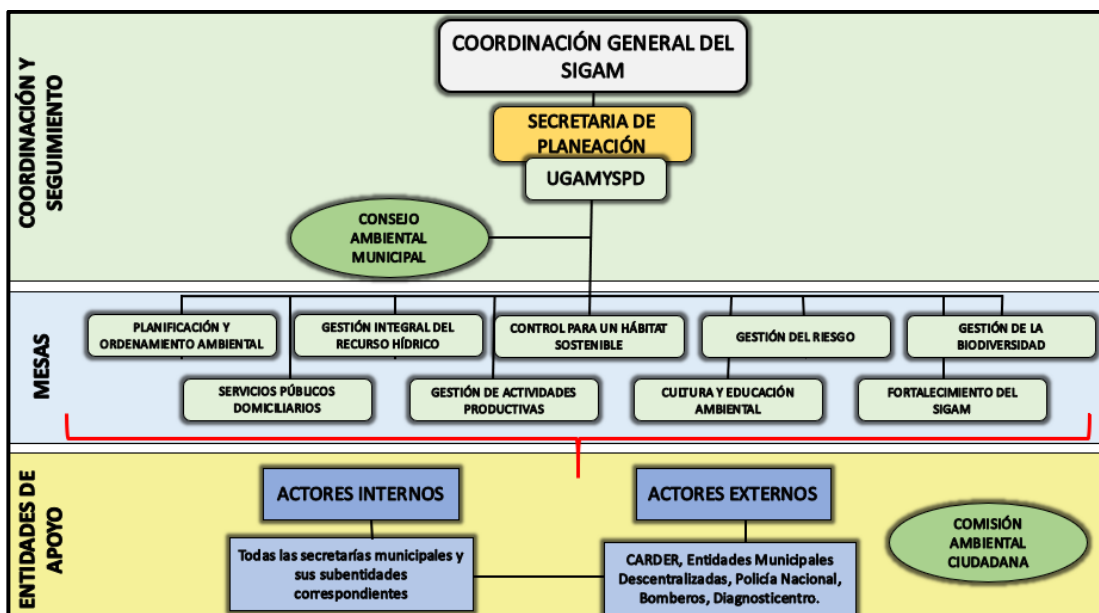 COORDINACIÓN Y
SEGUIMIENTO
COORDINACIÓN GENERAL DEL
SIGAM
SECRETARIA DE
PLANEACIÓN
UGAMYSPD
CONSEJO
AMBIENTAL
MUNICIPAL
MESAS
PLANIFICACIÓN Y
ORDENAMIENTO AMBIENTAL
GESTIÓN INTEGRAL DEL
RECURSO HÍDRICO
CONTROL PARA UN HÁBITAT
SOSTENIBLE
GESTIÓN DEL RIESGO
GESTIÓN DE LA
BIODIVERSIDAD
SERVICIOS PÚBLICOS
DOMICILIARIOS
GESTIÓN DE ACTIVIDADES
PRODUCTIVAS
CULTURA Y EDUCACIÓN
AMBIENTAL
FORTALECIMIENTO DEL
SIGAM
ENTIDADES DE
APOYO
ACTORES INTERNOS
Todas las secretarías municipales y
sus subentidades
correspondientes
ACTORES EXTERNOS
CARDER, Entidades Municipales
Descentralizadas, Policía Nacional,
Bomberos, Diagnosticentro.
COMISIÓN
AMBIENTAL
CIUDADANA